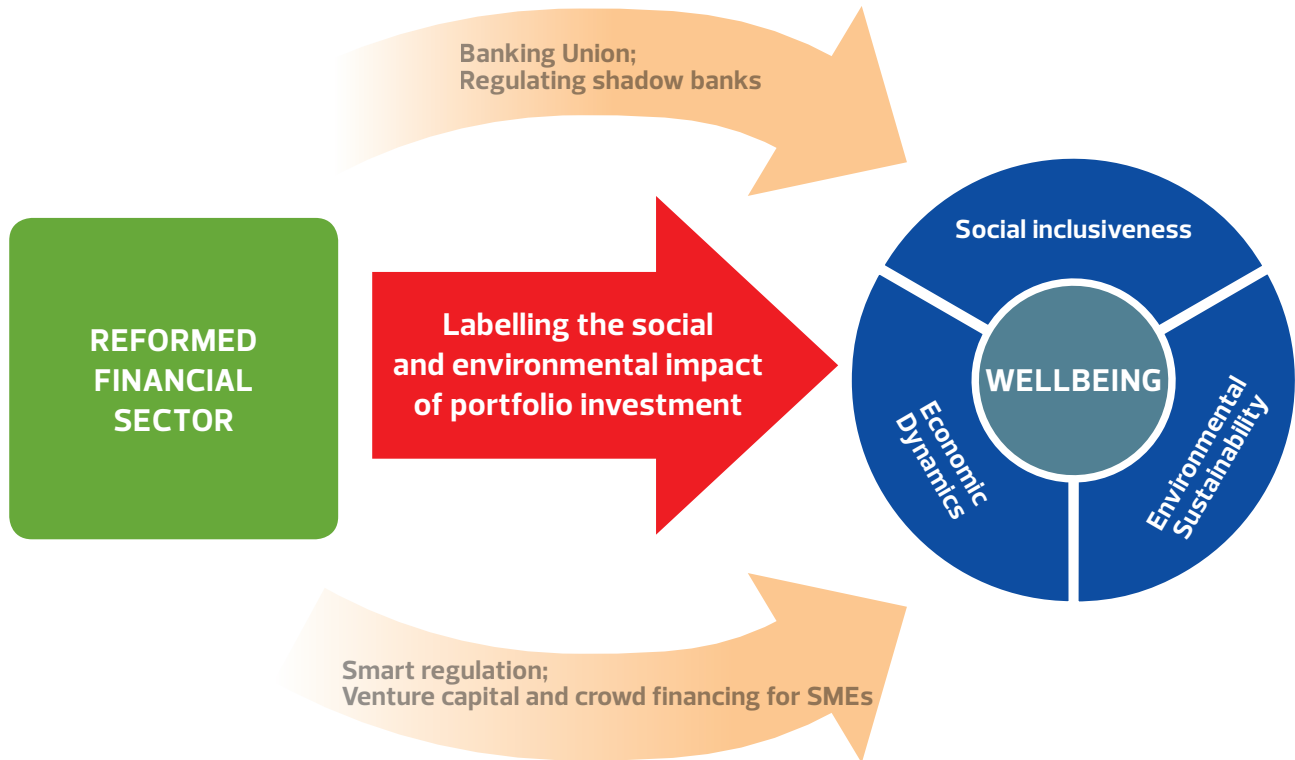 Banking Union;
Regulating shadow banks
REFORMED
FINANCIAL
SECTOR
Labelling the social
and environmental impact
of portfolio investment
Social inclusiveness
WELLBEING
Economic
Dynamics
Environmental
Sustainability
Smart regulation;
Venture capital and crowd financing for SMEs